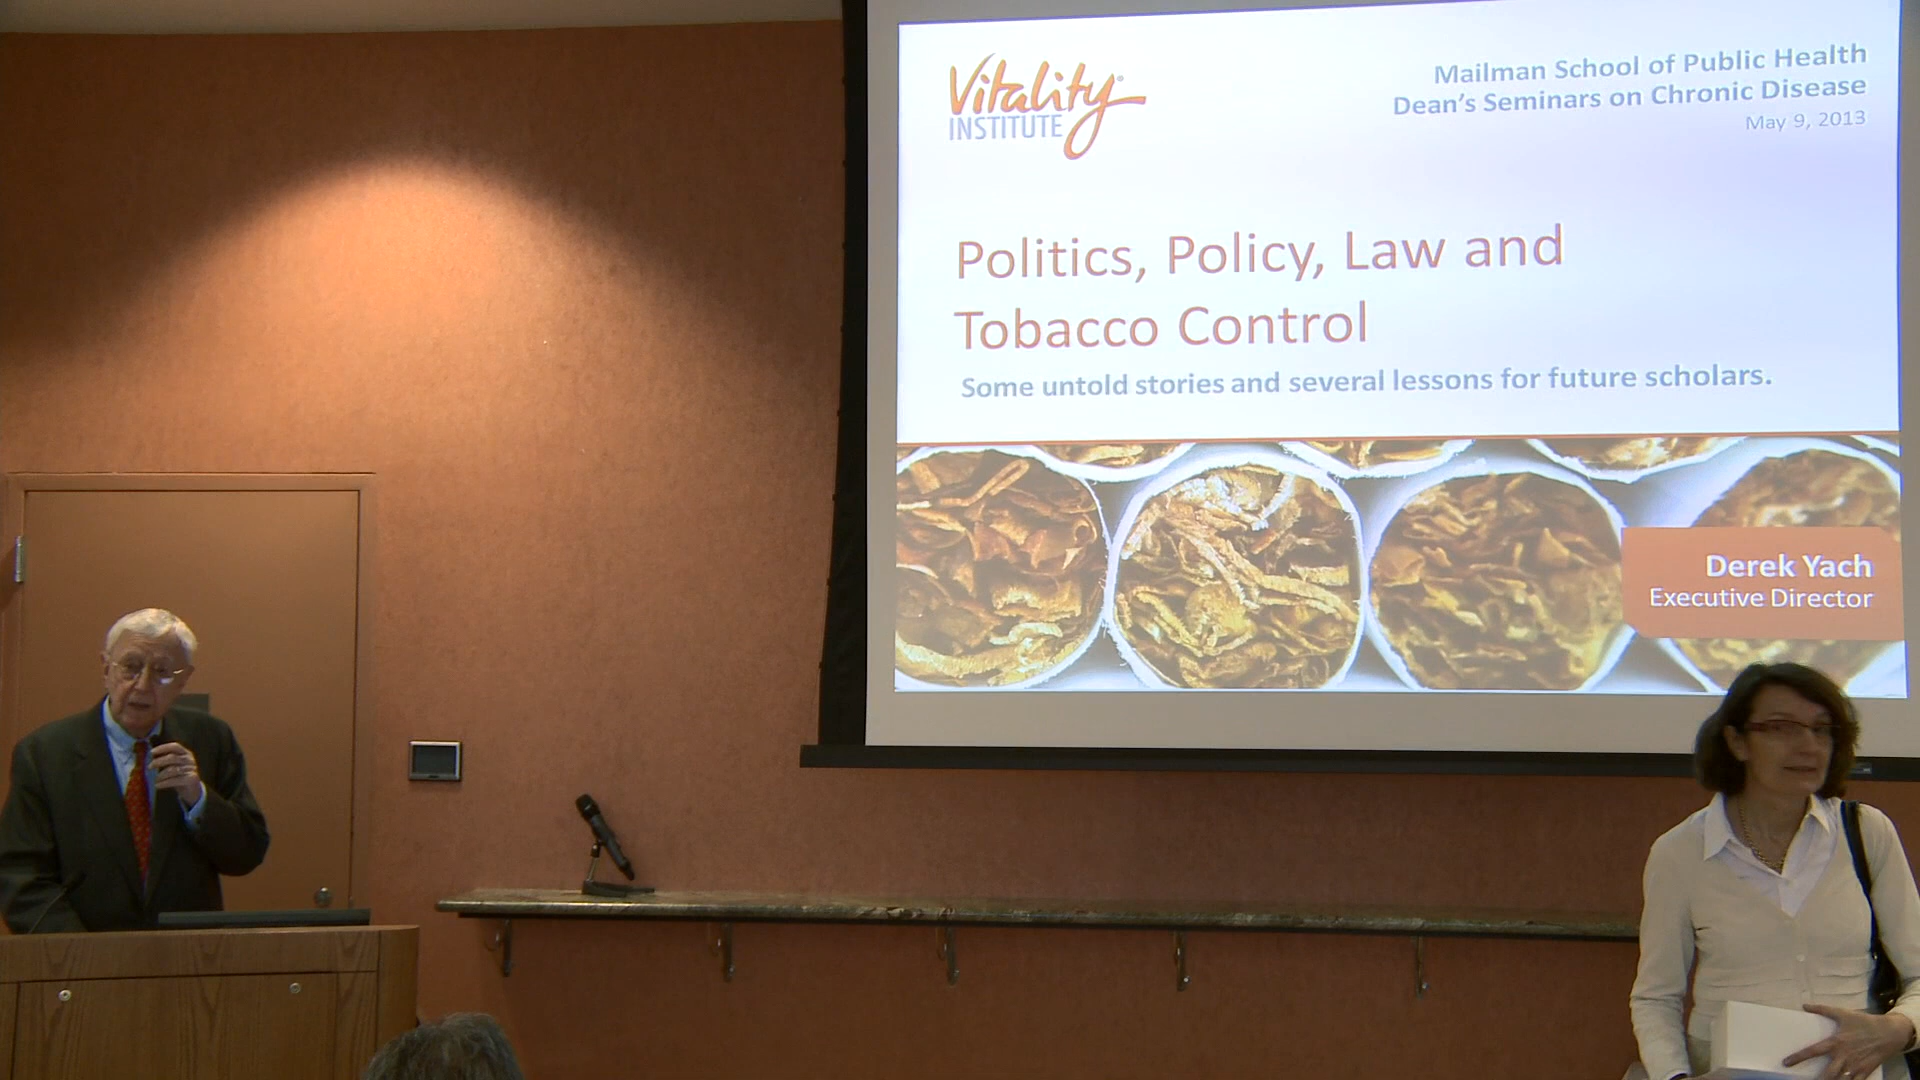 Vitality
INSTITUTE
Mailman School of Public Health
Dean's Seminars on Chronic Disease
May 9, 2013
Politics, Policy, Law and
Tobacco Control
Some untold stories and several lessons for future scholars.
Derek Yach
Executive Director